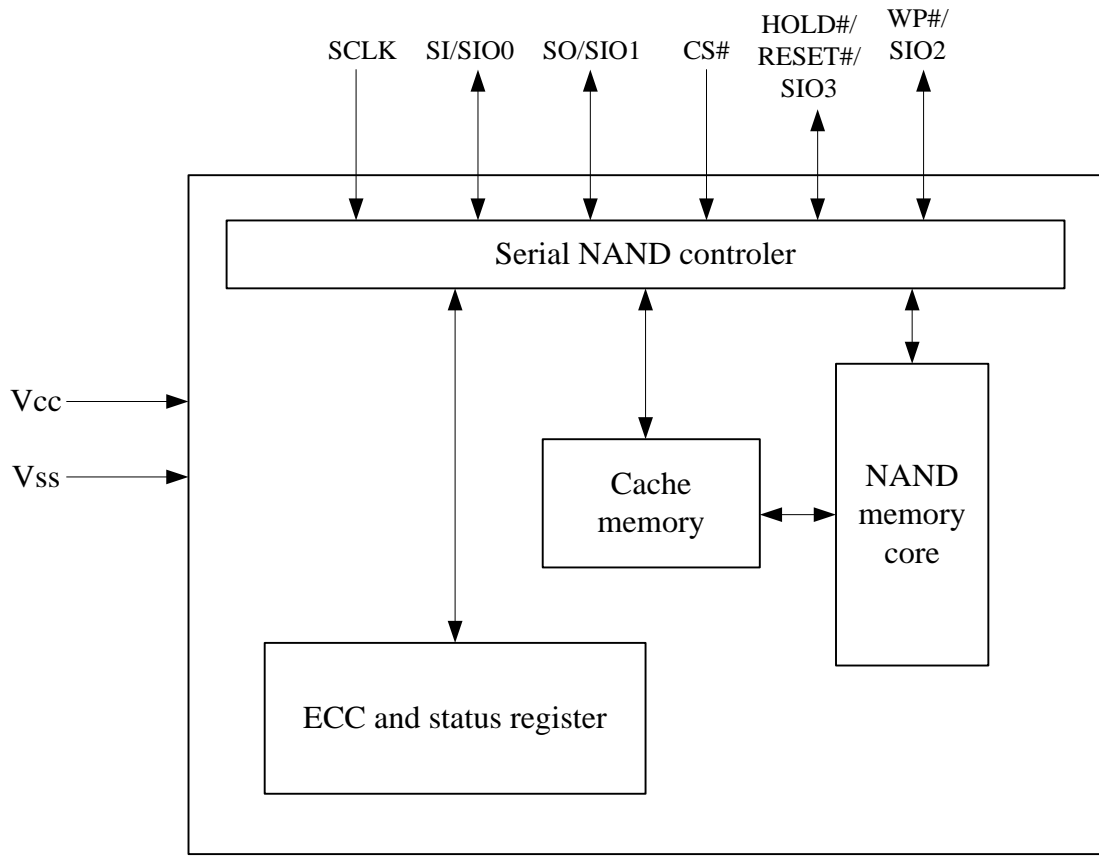 SCLK
SI/SIO0
SO/SIO1
CS#
HOLD#/
RESET#/
SIO3
WP#/
SIO2
Serial NAND controler
Vcc
Vss
Cache
memory
NAND
memory
core
ECC and status register